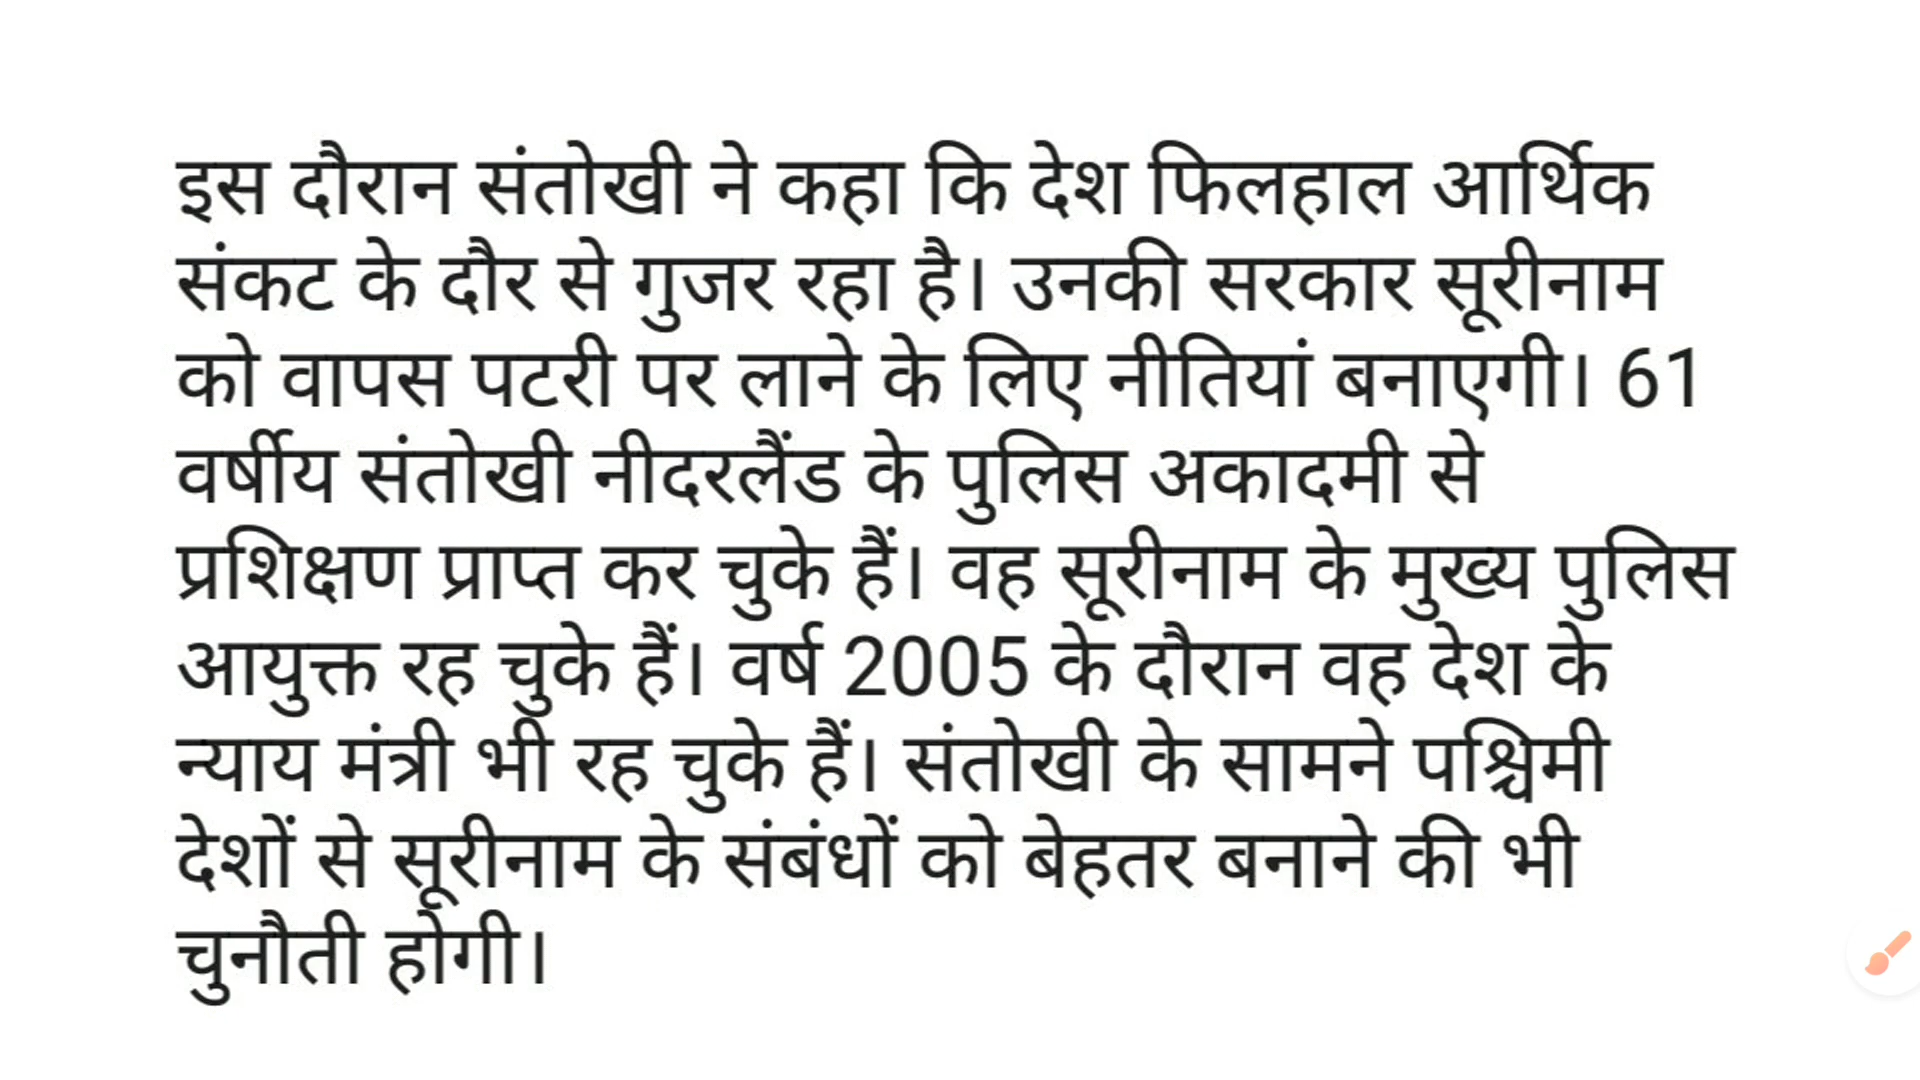 इस दौरान संतोखी ने कहा कि देश फिलहाल आर्थिक
संकट के दौर से गुजर रहा है। उनकी सरकार सूरीनाम
को वापस पटरी पर लाने के लिए नीतियां बनाएगी। 61
वर्षीय संतोखी नीदरलैंड के पुलिस अकादमी से
प्रशिक्षण प्राप्त कर चुके हैं। वह सूरीनाम के मुख्य पुलिस
आयुक्त रह चुके हैं। वर्ष 2005 के दौरान वह देश के
न्याय मंत्री भी रह चुके हैं। संतोखी के सामने पश्चिमी
देशों से सूरीनाम के संबंधों को बेहतर बनाने की भी
चुनौती होगी।